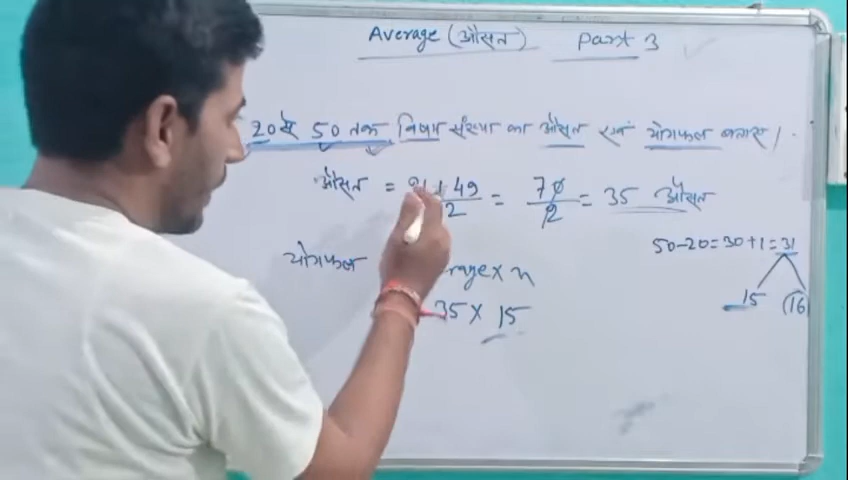 Average (औसत) Part 3
20 से 50 तक विषम संख्या का औसत एवं योगफल बताए।
औसत = 21+49/2 = 70/2 = 35 औसत
50-20=30+1=31
योगफल rage x n
15 (16)
35 x 15